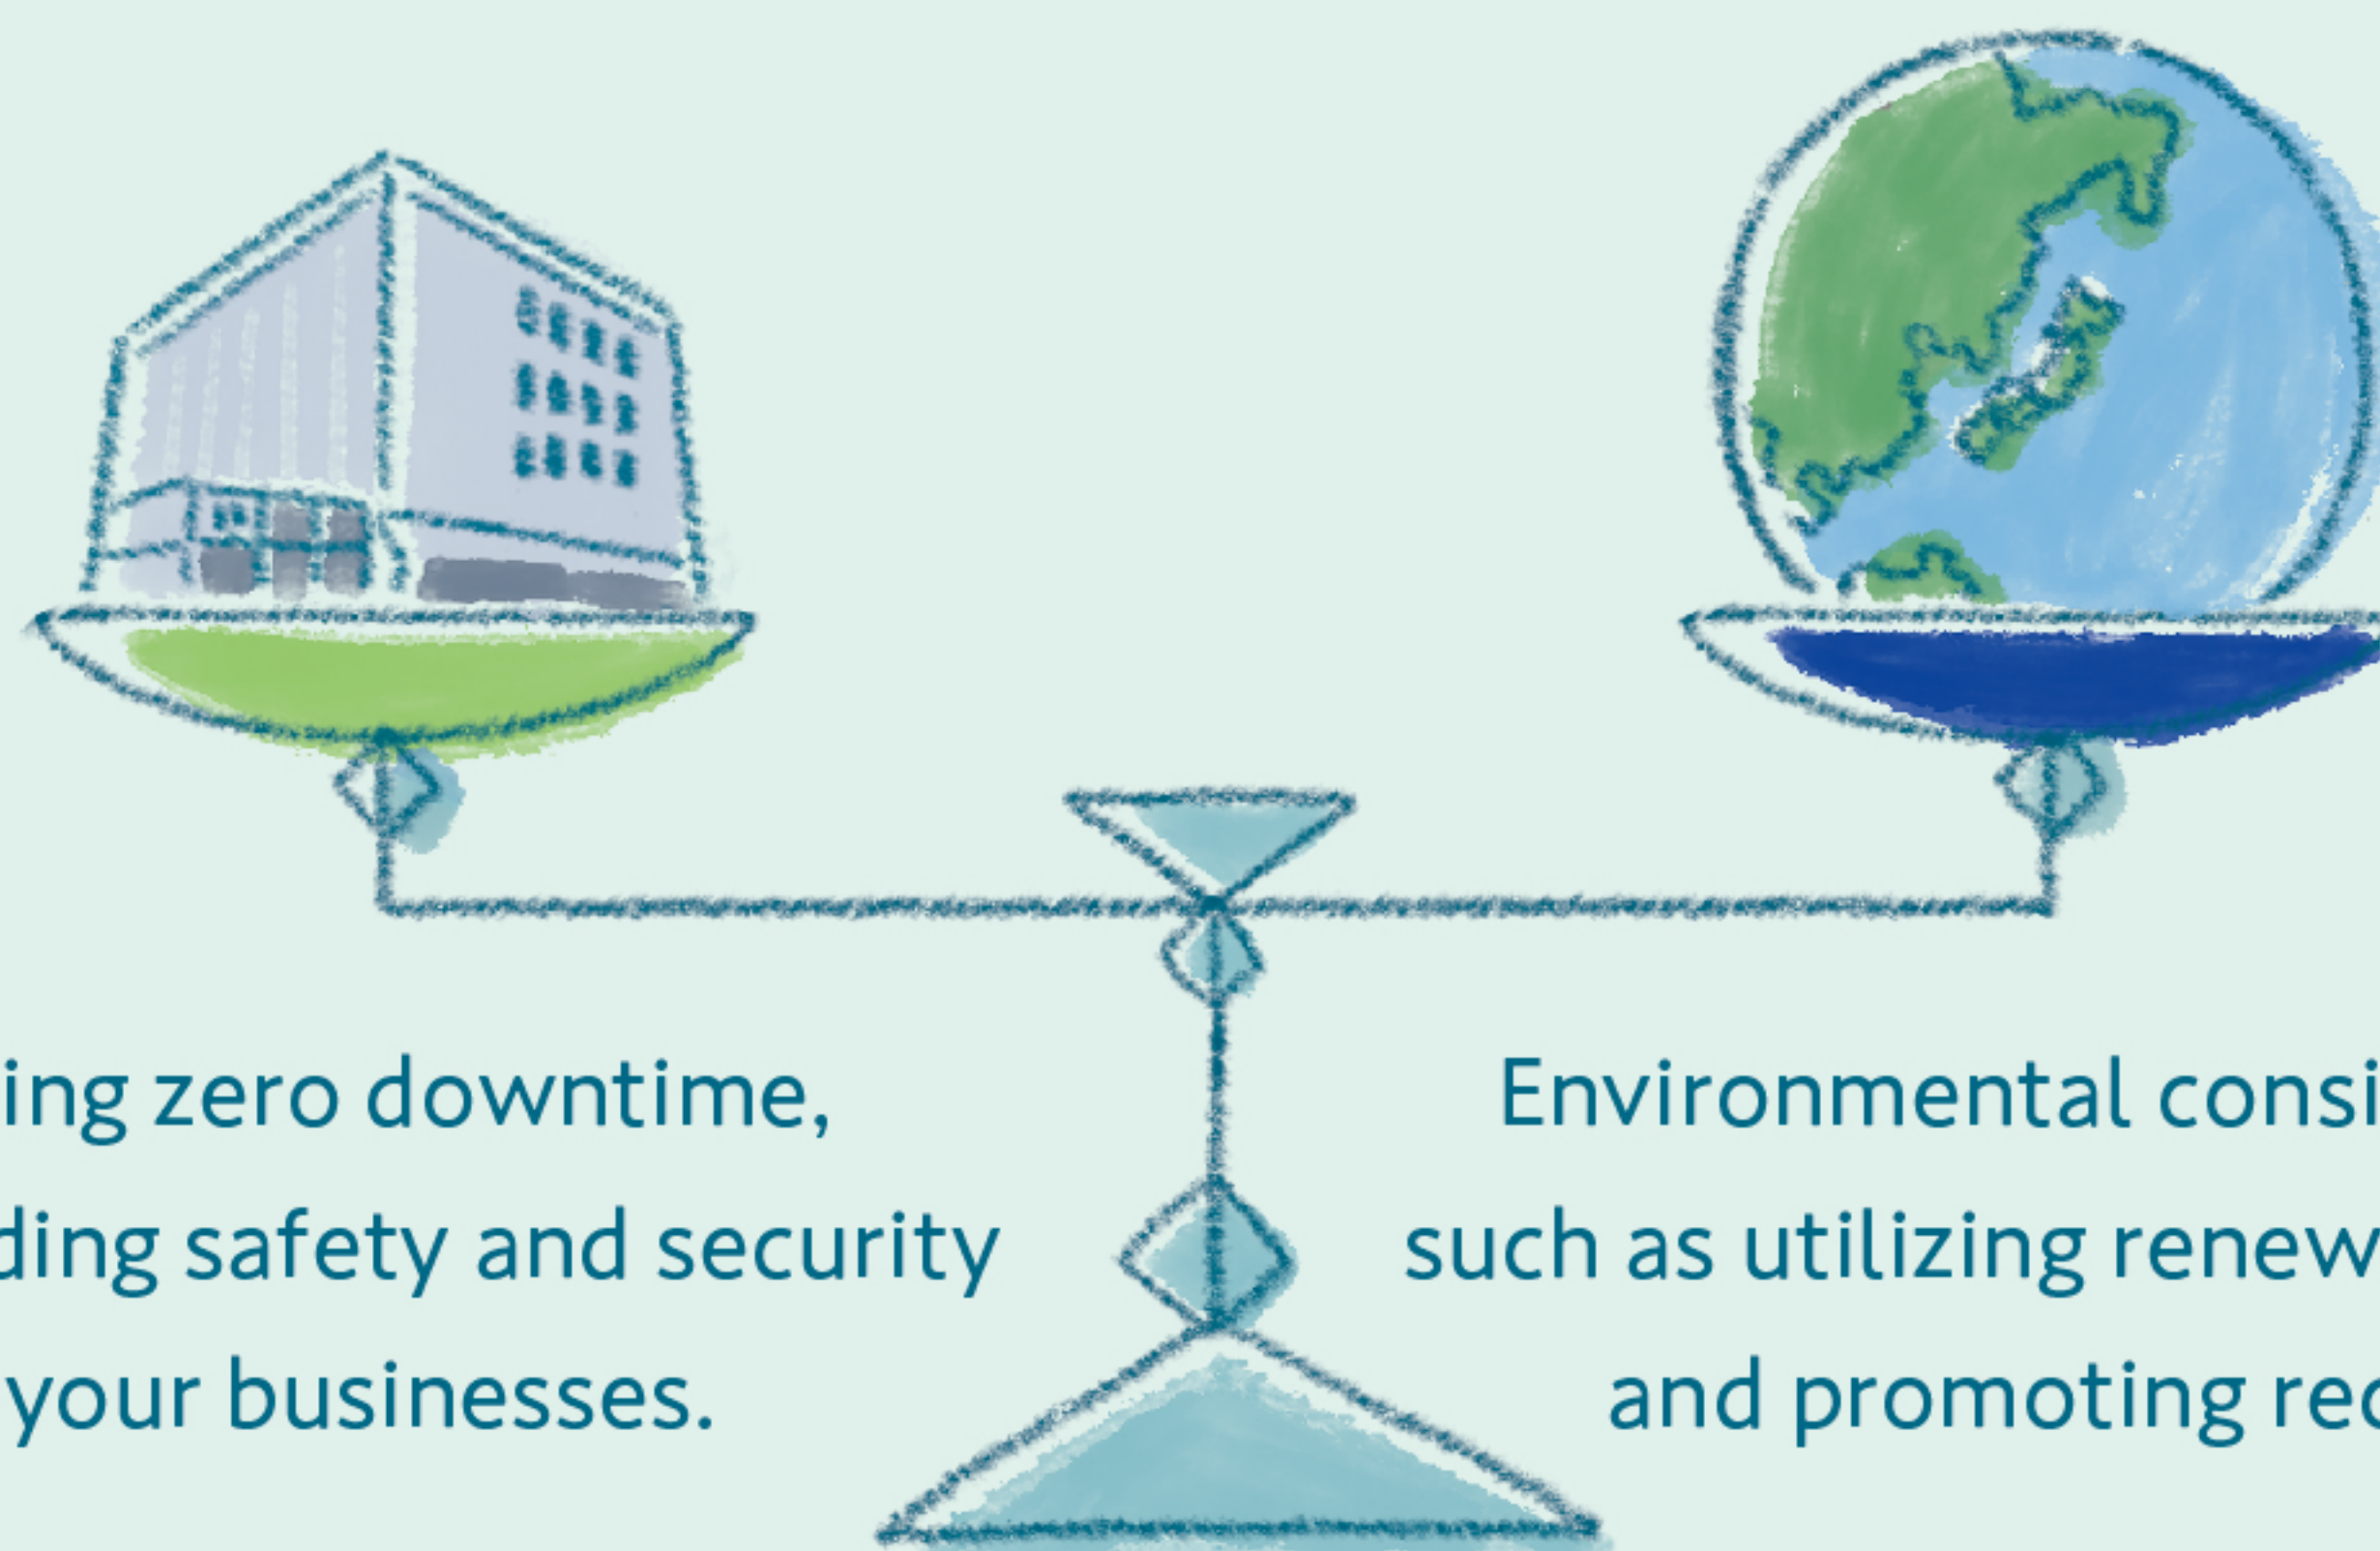 ing zero downtime,
ding safety and security
your businesses.
Environmental consi
such as utilizing renew
and promoting rec